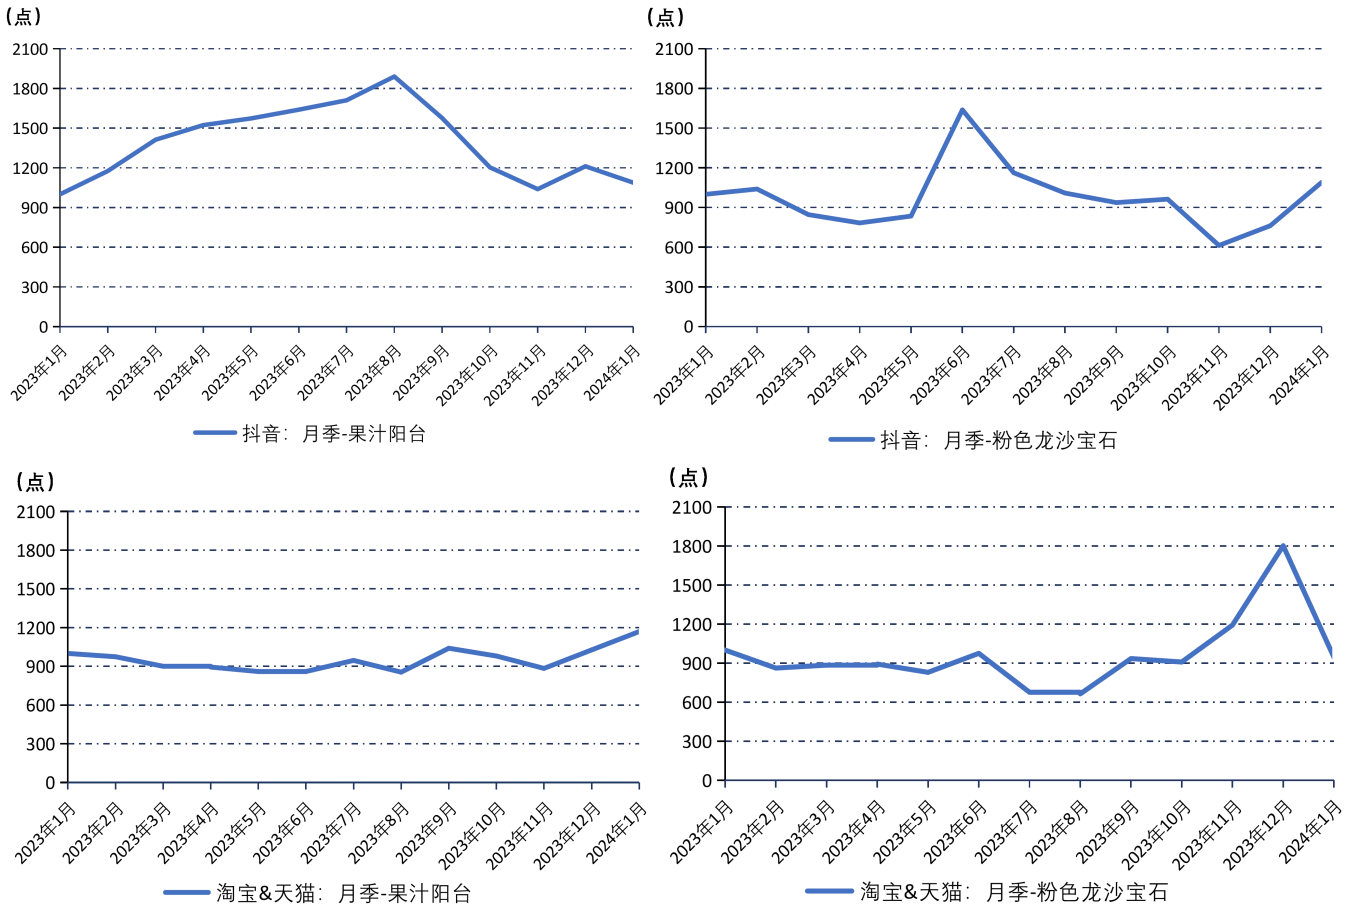 (点)
2100
1800
1500
1200
900
600
300
0
2023年1月
2023年2月
2023年3月
2023年4月
2023年5月
2023年6月
2023年7月
2023年8月
2023年9月
2023年10月
2023年11月
2023年12月
2024年1月
抖音：月季-果汁阳台
(点)
2100
1800
1500
1200
900
600
300
0
2023年1月
2023年2月
2023年3月
2023年4月
2023年5月
2023年6月
2023年7月
2023年8月
2023年9月
2023年10月
2023年11月
2023年12月
2024年1月
抖音：月季-粉色龙沙宝石
(点)
2100
1800
1500
1200
900
600
300
0
2023年1月
2023年2月
2023年3月
2023年4月
2023年5月
2023年6月
2023年7月
2023年8月
2023年9月
2023年10月
2023年11月
2023年12月
2024年1月
淘宝&天猫：月季-果汁阳台
(点)
2100
1800
1500
1200
900
600
300
0
2023年1月
2023年2月
2023年3月
2023年4月
2023年5月
2023年6月
2023年7月
2023年8月
2023年9月
2023年10月
2023年11月
2023年12月
2024年1月
淘宝&天猫：月季-粉色龙沙宝石